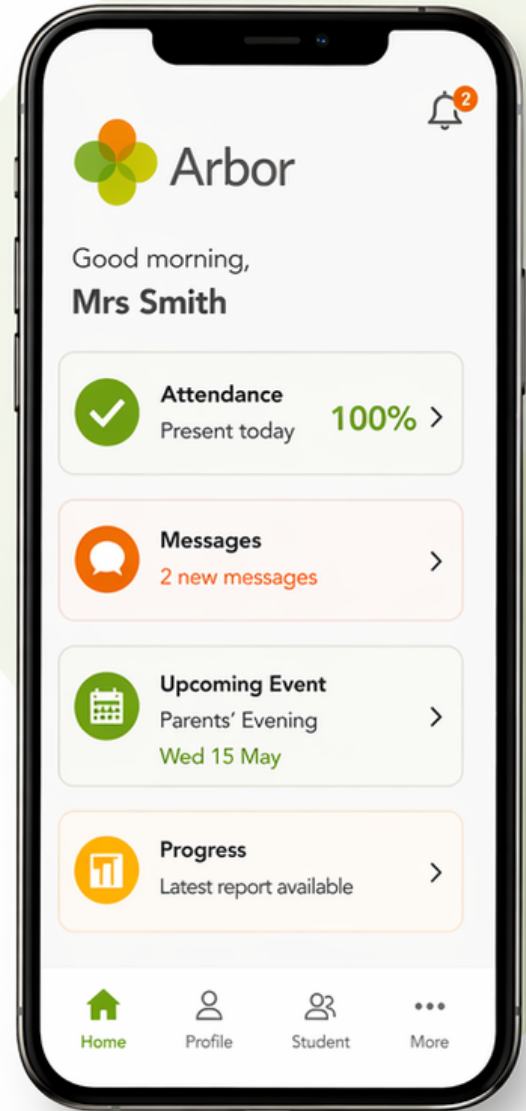 2
Arbor
Good morning,
Mrs Smith
Attendance
Present today
100%
Messages
2 new messages
Upcoming Event
Parents' Evening
Wed 15 May
Progress
Latest report available
Home
Profile
Student
More